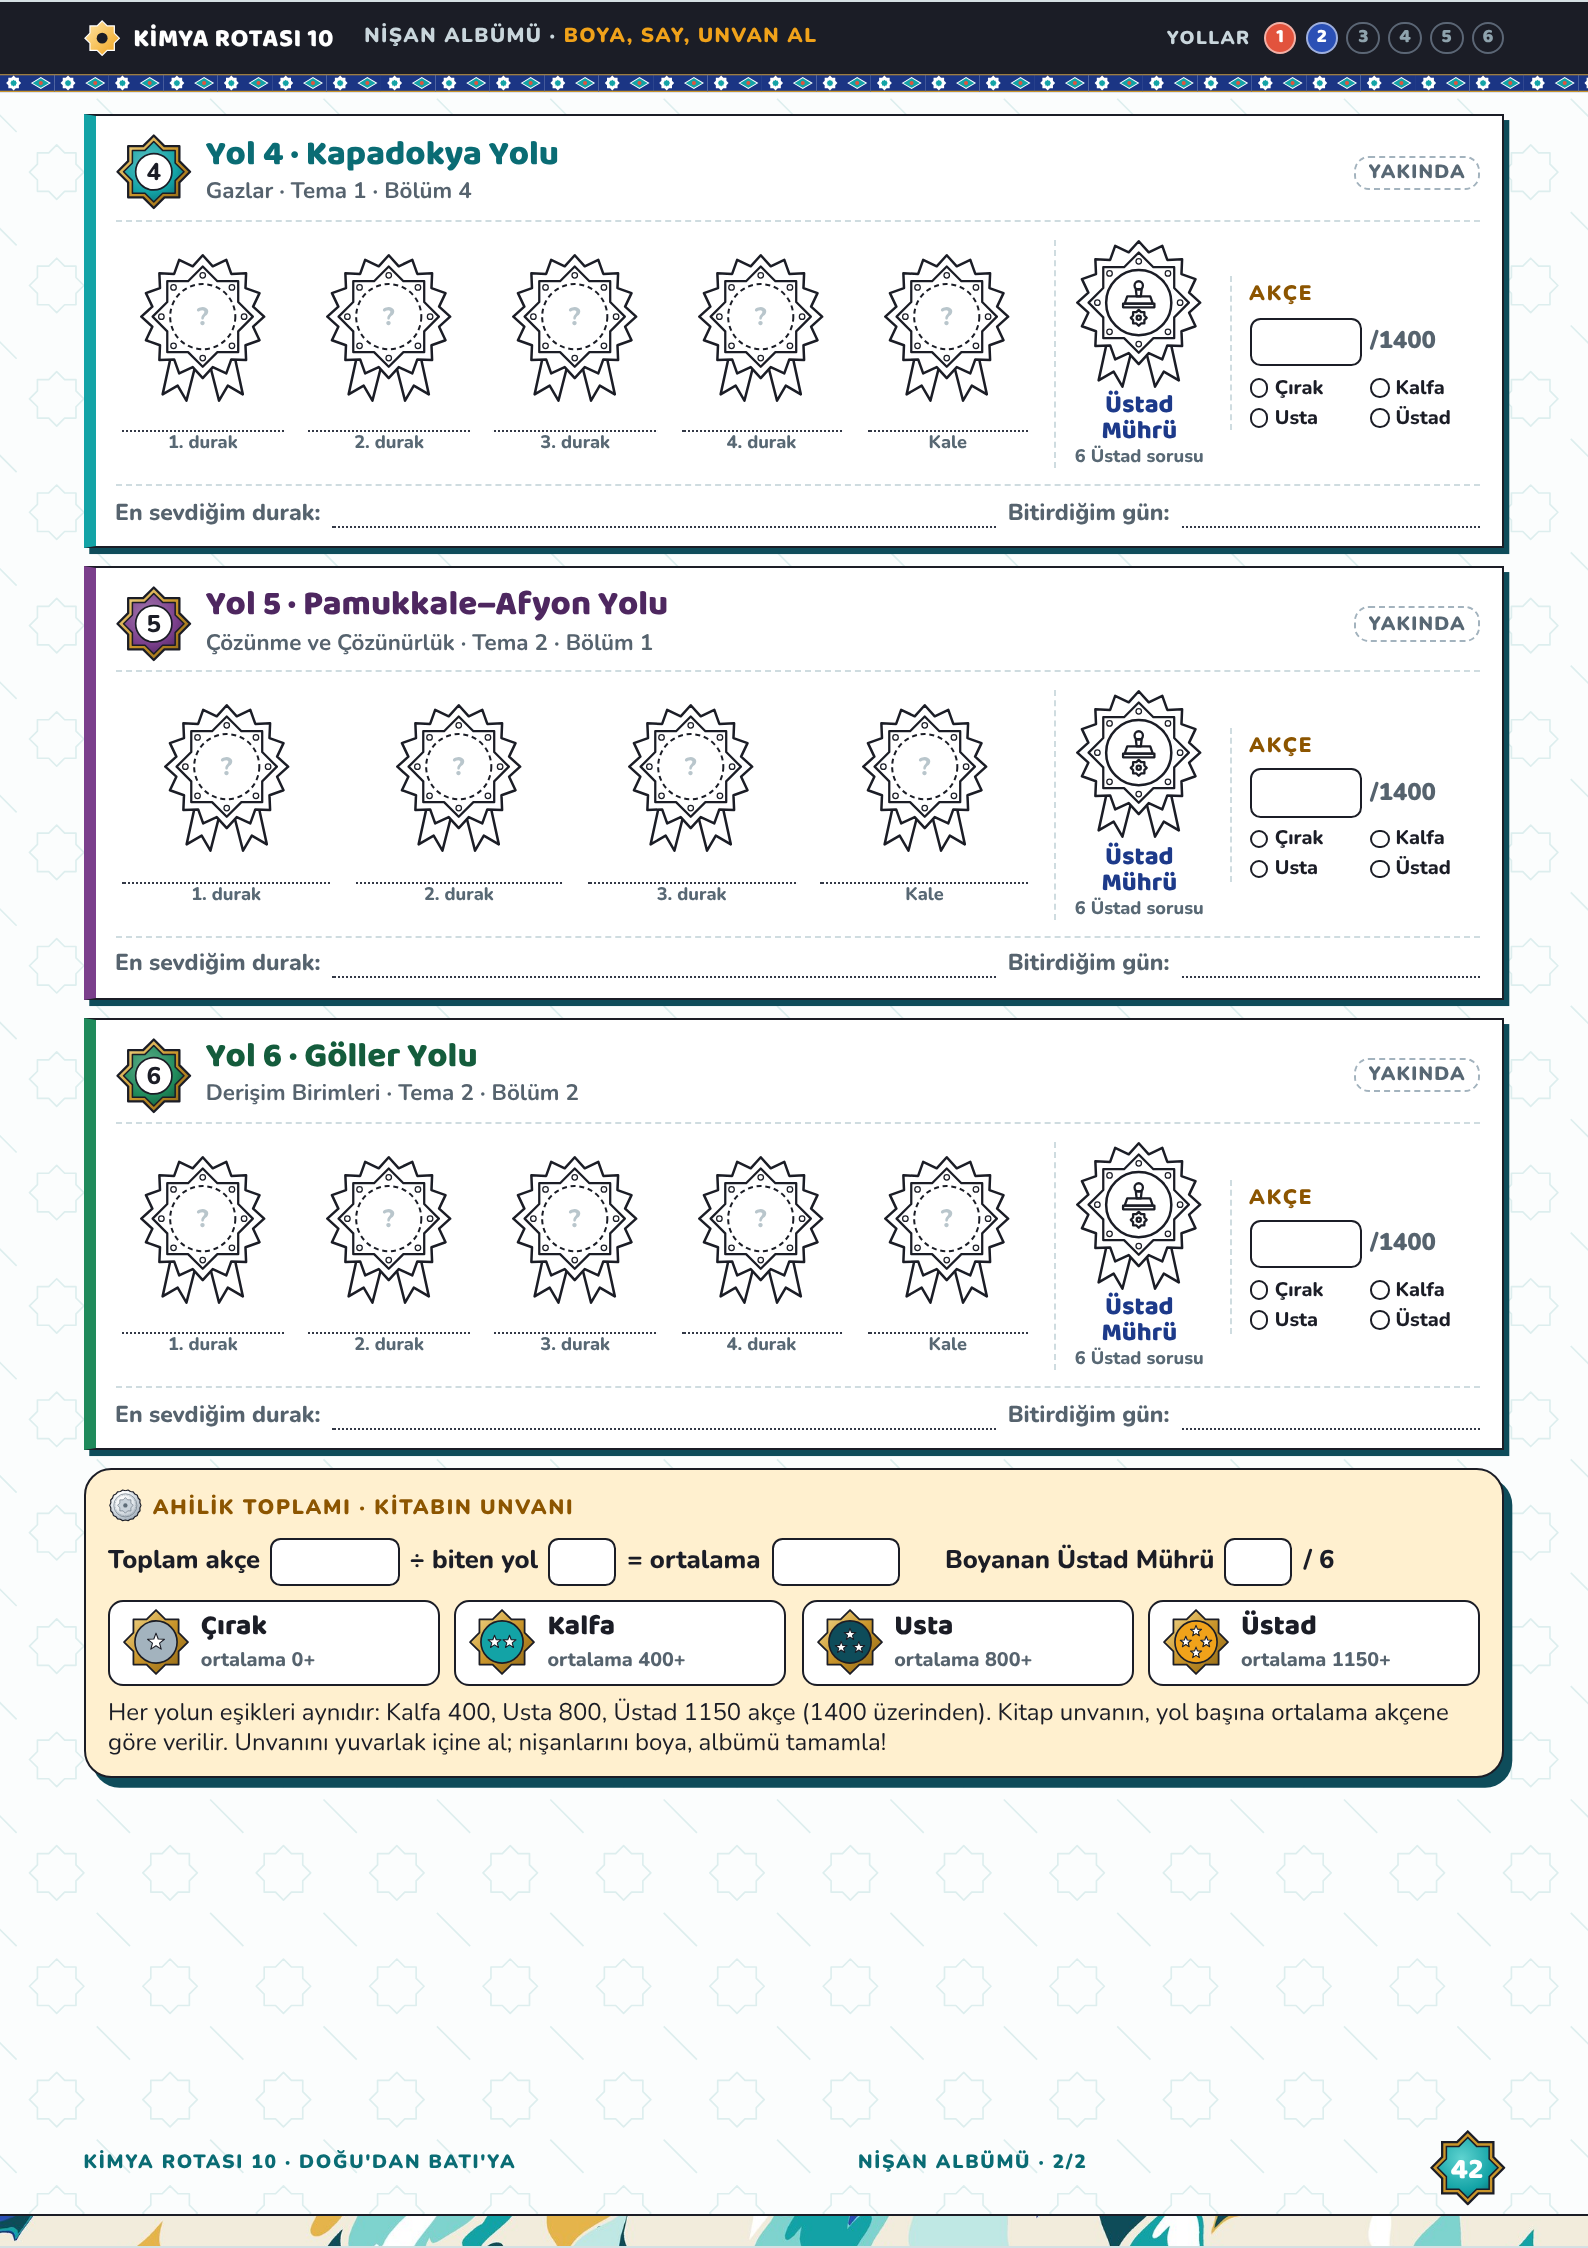 KİMYA ROTASI 10 NİŞAN ALBÜMÜ · BOYA, SAY, UNVAN AL YOLLAR 1 2 3 4 5 6
4 Yol 4 · Kapadokya Yolu
Gazlar · Tema 1 · Bölüm 4
YAKINDA
? ? ? ? ?
1. durak 2. durak 3. durak 4. durak Kale
Üstad
Mührü
6 Üstad sorusu
AKÇE
/1400
Çırak Kalfa
Usta Üstad
En sevdiğim durak: Bitirdiğim gün:
5 Yol 5 · Pamukkale–Afyon Yolu
Çözünme ve Çözünürlük · Tema 2 · Bölüm 1
YAKINDA
? ? ? ?
1. durak 2. durak 3. durak Kale
Üstad
Mührü
6 Üstad sorusu
AKÇE
/1400
Çırak Kalfa
Usta Üstad
En sevdiğim durak: Bitirdiğim gün:
6 Yol 6 · Göller Yolu
Derişim Birimleri · Tema 2 · Bölüm 2
YAKINDA
? ? ? ? ?
1. durak 2. durak 3. durak 4. durak Kale
Üstad
Mührü
6 Üstad sorusu
AKÇE
/1400
Çırak Kalfa
Usta Üstad
En sevdiğim durak: Bitirdiğim gün:
AHİLİK TOPLAMI · KİTABIN UNVANI
Toplam akçe ÷ biten yol = ortalama Boyanan Üstad Mührü / 6
Çırak
ortalama 0+
Kalfa
ortalama 400+
Usta
ortalama 800+
Üstad
ortalama 1150+
Her yolun eşikleri aynıdır: Kalfa 400, Usta 800, Üstad 1150 akçe (1400 üzerinden). Kitap unvanın, yol başına ortalama akçene
göre verilir. Unvanını yuvarlak içine al; nişanlarını boya, albümü tamamla!
KİMYA ROTASI 10 · DOĞU'DAN BATI'YA NİŞAN ALBÜMÜ · 2/2 42